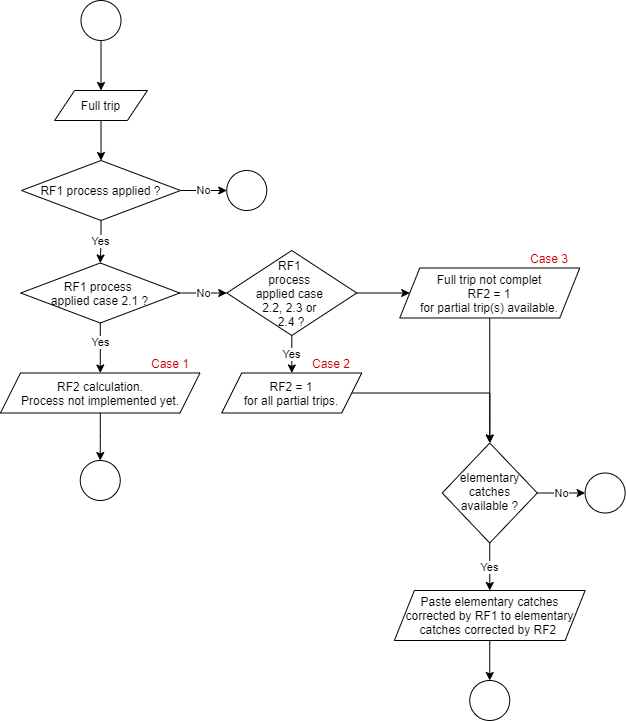 Full trip
RF1 process applied ?
No
Yes
RF1 process
applied case 2.1 ?
No
RF1
process
applied case
2.2, 2.3 or
2.4 ?
Case 3
Full trip not complet
RF2 = 1
for partial trip(s) available.
Yes
Case 1
RF2 calculation.
Process not implemented yet.
Yes
Case 2
RF2 = 1
for all partial trips.
elementary
catches
available ?
No
Yes
Paste elementary catches
corrected by RF1 to elementary
catches corrected by RF2